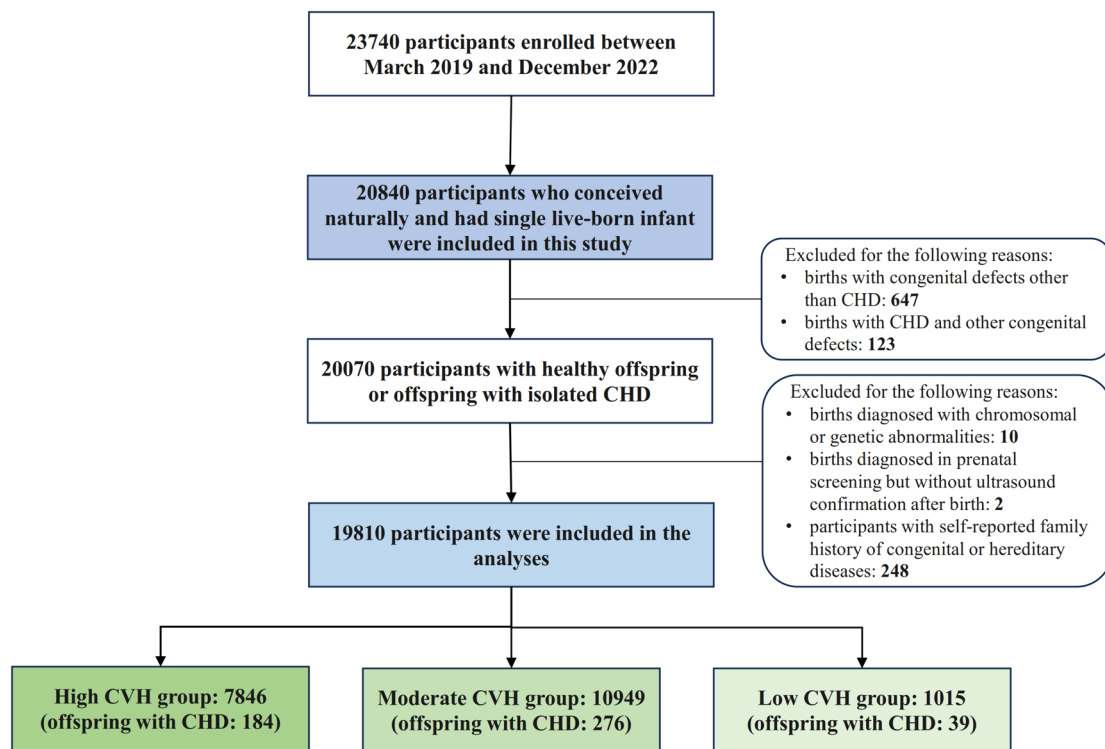 23740 participants enrolled between
March 2019 and December 2022
20840 participants who conceived
naturally and had single live-born infant
were included in this study
Excluded for the following reasons:
• births with congenital defects other
than CHD: 647
• births with CHD and other congenital
defects: 123
20070 participants with healthy offspring
or offspring with isolated CHD
Excluded for the following reasons:
• births diagnosed with chromosomal
or genetic abnormalities: 10
• births diagnosed in prenatal
screening but without ultrasound
confirmation after birth: 2
• participants with self-reported family
history of congenital or hereditary
diseases: 248
19810 participants were included in the
analyses
High CVH group: 7846
(offspring with CHD: 184)
Moderate CVH group: 10949
(offspring with CHD: 276)
Low CVH group: 1015
(offspring with CHD: 39)